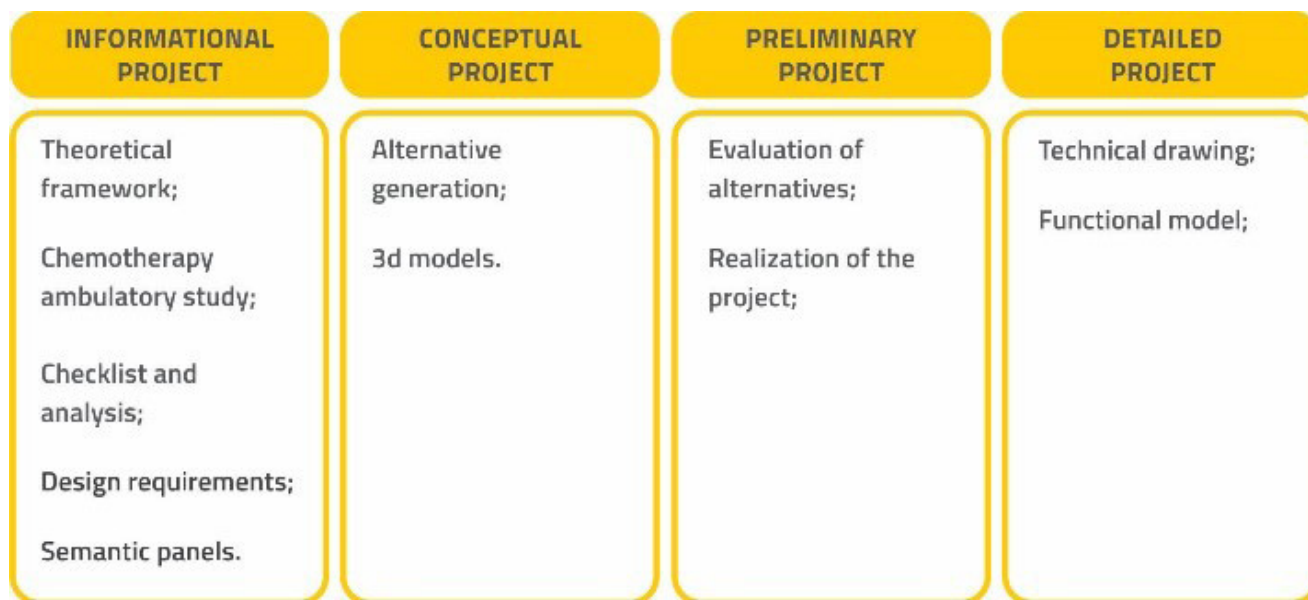 INFORMATIONAL
PROJECT
Theoretical
framework;
Chemotherapy
ambulatory study;
Checklist and
analysis;
Design requirements;
Semantic panels.
CONCEPTUAL
PROJECT
Alternative
generation;
3d models.
PRELIMINARY
PROJECT
Evaluation of
alternatives;
Realization of the
project;
DETAILED
PROJECT
Technical drawing;
Functional model;